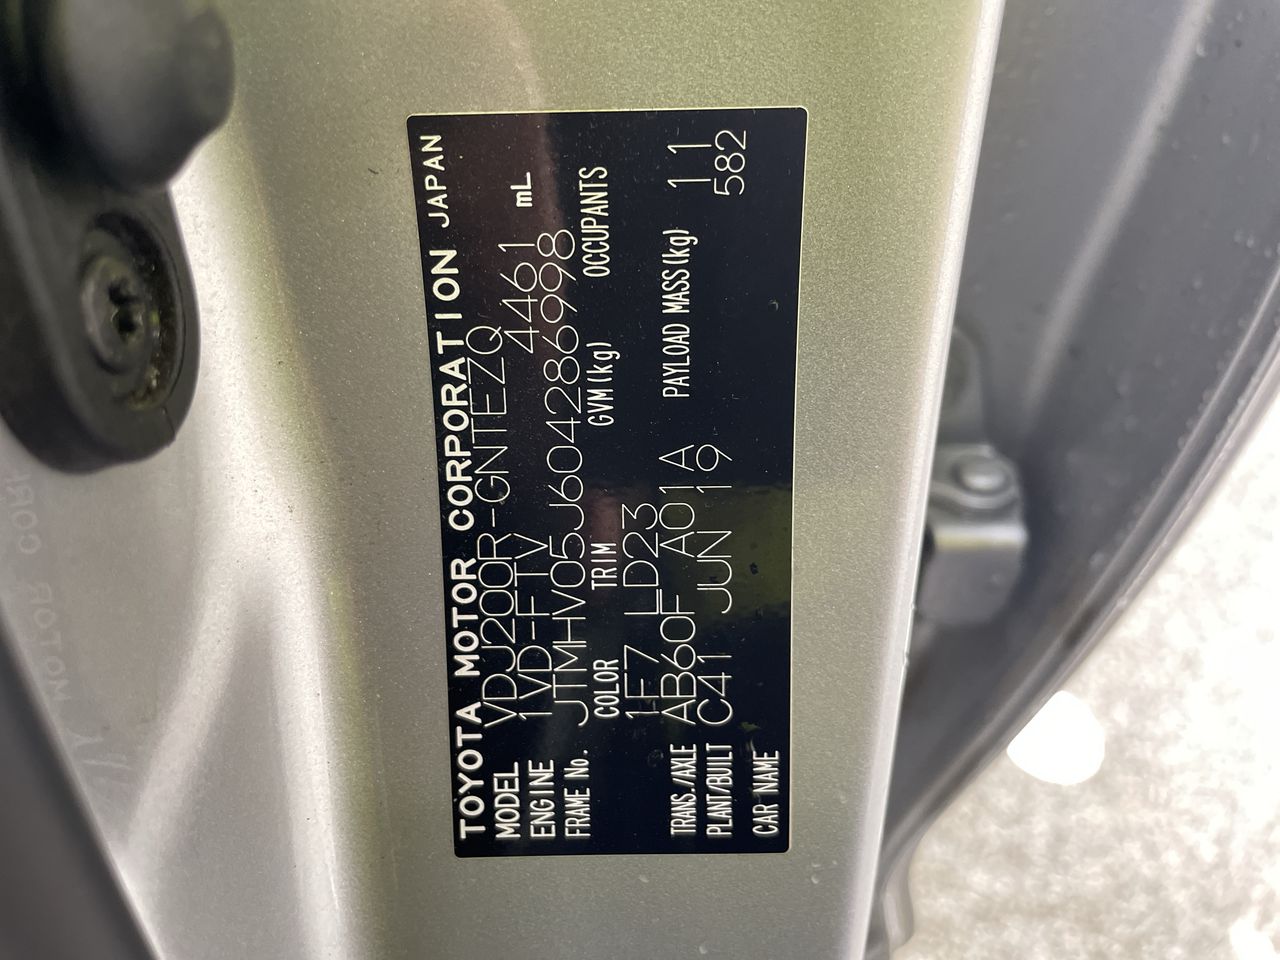 TOYOTA MOTOR CORPORATION JAPAN
MODEL VDJ200R-GNTEZQ
ENGINE 1VD-FTV 4461 mL
FRAME No. JTMHV05J604286998
COLOR TRIM GVM(kg) OCCUPANTS
1F7 LD23
TRANS./AXLE AB60F A01A PAYLOAD MASS(kg) 11
PLANT/BUILT C41 JUN 19 582
CAR NAME
MOTOR CORP